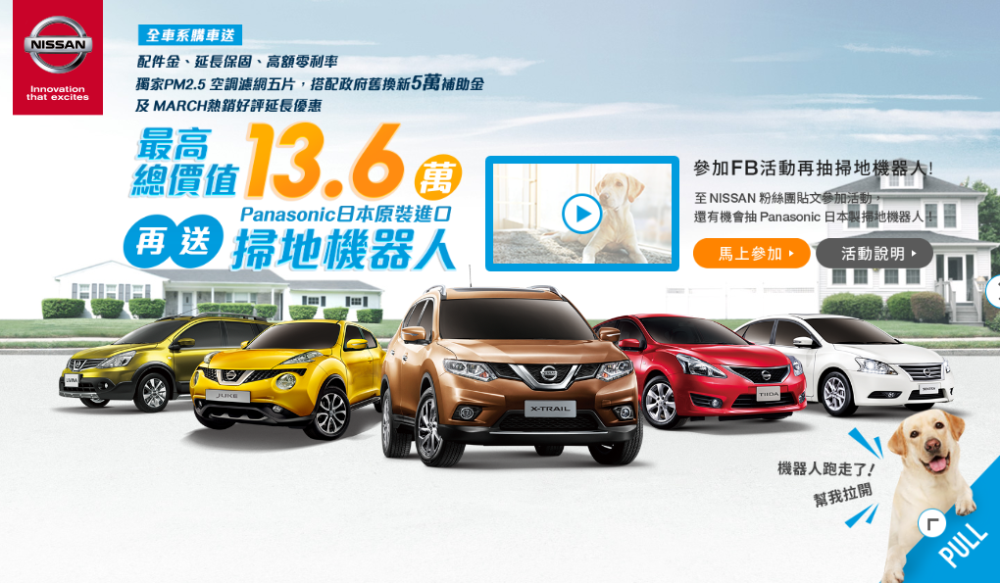 NISSAN
Innovation
that excites
全車系購車送
配件金、延長保固、高額零利率
獨家PM2.5 空調濾網五片，搭配政府舊換新5萬補助金
及 MARCH熱銷好評延長優惠
最高
總價值 13.6 萬
Panasonic日本原裝進口
再送 掃地機器人
參加FB活動再抽掃地機器人!
至 NISSAN 粉絲團貼文參加活動，
還有機會抽 Panasonic 日本製掃地機器人！
馬上參加
活動說明
LIVINA
JUKE
X-TRAIL
TIIDA
機器人跑走了!
幫我拉開
PULL